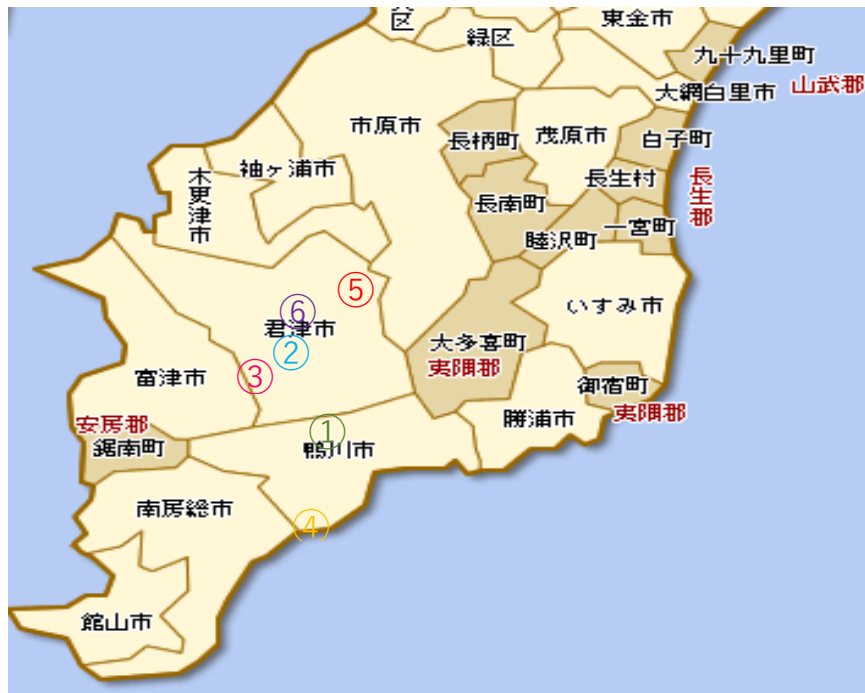 区
緑区
東金市
九十九里町
山武郡
大網白里市
市原市
長柄町
茂原市
白子町
袖ヶ浦市
木更津市
長生村
長生郡
長南町
一宮町
睦沢町
⑤
⑥
いすみ市
君津市
②
大多喜町
夷隅郡
③
富津市
御宿町
夷隅郡
勝浦市
安房郡
鋸南町
①
鴨川市
南房総市
④
館山市